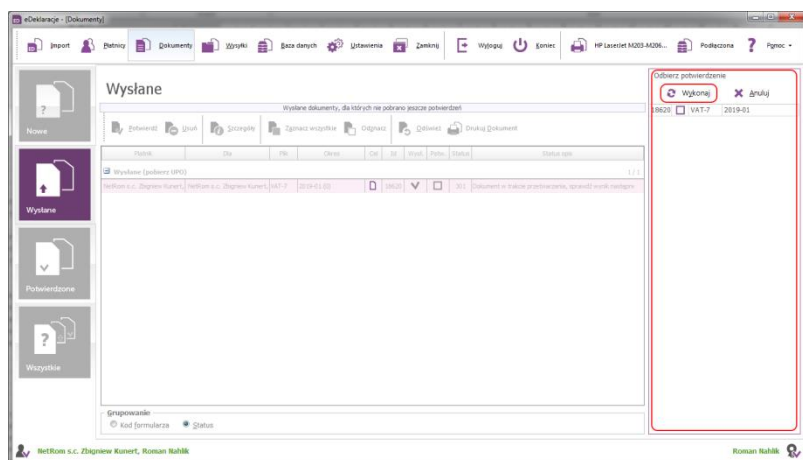 eDeklaracje - [Dokumenty]
Import Płatnicy Dokumenty Wysyłki Baza danych Ustawienia Zamknij Wyloguj Koniec HP LaserJet M203-M206... Podłączona Pomoc
Nowe
Wysłane
Potwierdzone
Wszystkie
Wysłane
Wysłane dokumenty, dla których nie pobrano jeszcze potwierdzeń
Potwierdź Usuń Szczegóły Zaznacz wszystkie Odznacz Odśwież Drukuj Dokument
Płatnik Dla Plik Okres Cel Id Wysł. Potw. Status Status opis
Wysłane (pobierz UPO) 1 / 1
NetRom s.c. Zbigniew Kunert, NetRom s.c. Zbigniew Kunert, VAT-7 2019-01 18620 301 Dokument w trakcie przetwarzania, sprawdź wynik następn
Grupowanie
Kod formularza Status
Odbierz potwierdzenie
Wykonaj Anuluj
18620 VAT-7 2019-01
NetRom s.c. Zbigniew Kunert, Roman Nahlik
Roman Nahlik